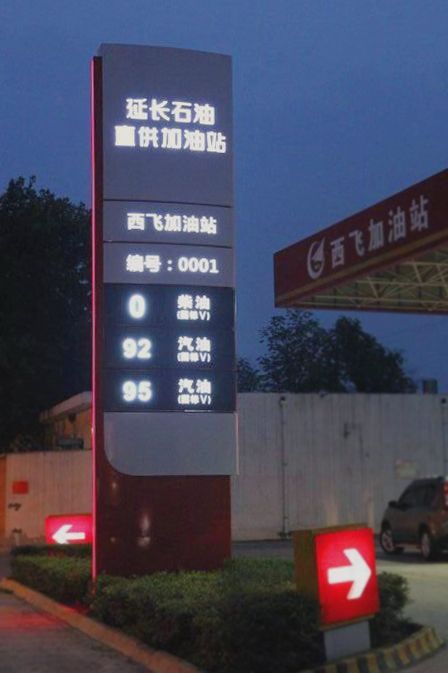 延长石油
直供加油站
西飞加油站
编号：0001
0 柴油
(国标Ⅴ)
92 汽油
(国标Ⅴ)
95 汽油
(国标Ⅴ)
西飞加油站